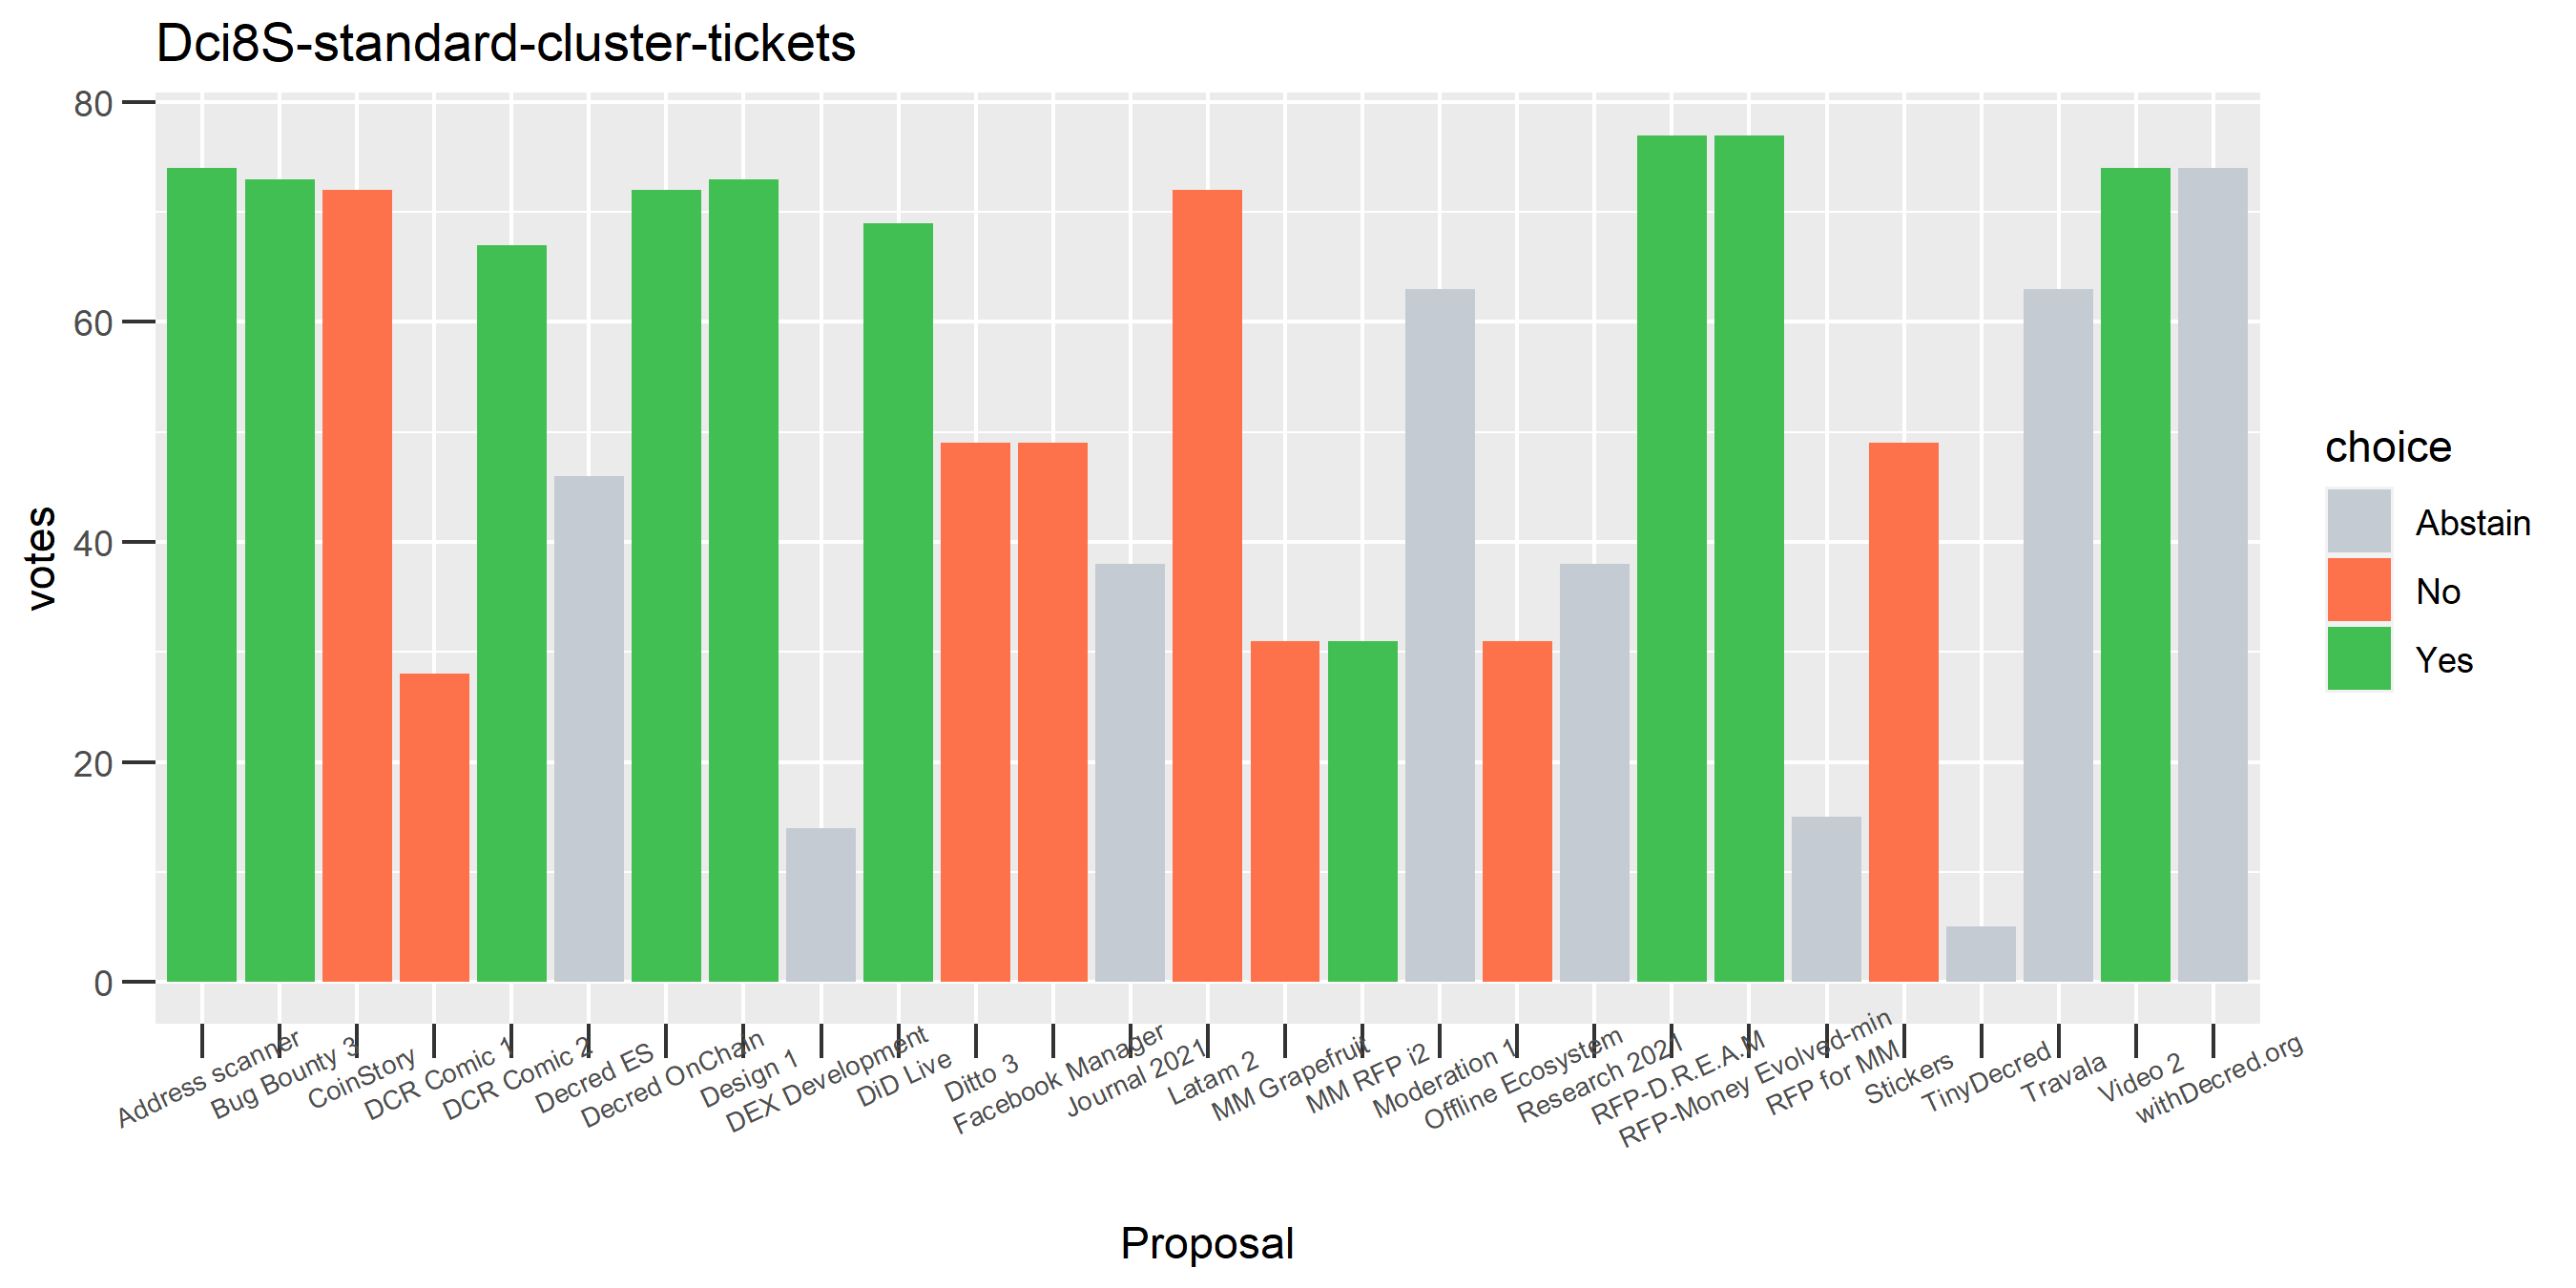 Dci8S-standard-cluster-tickets
80
60
40
20
0
votes
Address scanner
Bug Bounty 3
CoinStory
DCR Comic 1
DCR Comic 2
Decred ES
Decred OnChain
Design 1
DEX Development
DiD Live
Ditto 3
Facebook Manager
Journal 2021
Latam 2
MM Grapefruit
MM RFP i2
Moderation 1
Offline Ecosystem
Research 2021
RFP-D.R.E.A.M
RFP-Money Evolved-min
RFP for MM
Stickers
TinyDecred
Travala
Video 2
withDecred.org
Proposal
choice
Abstain
No
Yes